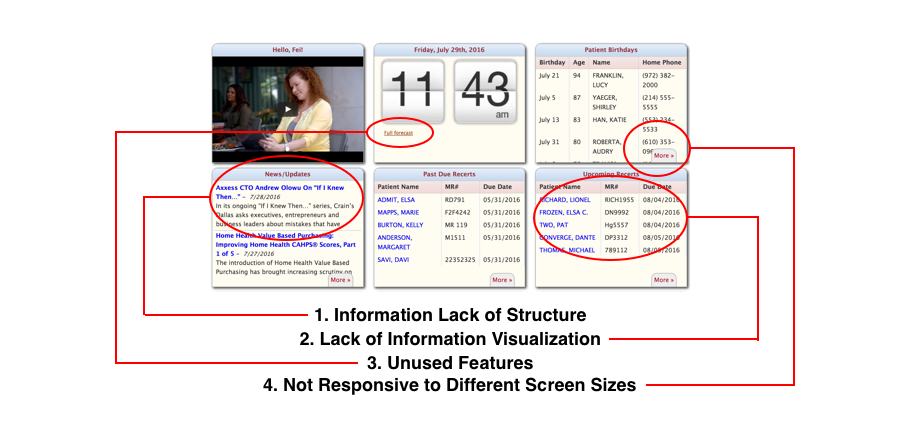 Hello, Fei!
Friday, July 29th, 2016
11 43
am
Full forecast
Patient Birthdays
Birthday Age Name Home Phone
July 21 94 FRANKLIN, LUCY (972) 382-2000
July 5 87 YAEGER, SHIRLEY (214) 555-5555
July 13 83 HAN, KATIE (553) 234-5533
July 31 80 ROBERTA, AUDRY (610) 353-
More »
News/Updates
Axxess CTO Andrew Olowu On "If I Knew
Then..." - 7/28/2016
In its ongoing "If I Knew Then…" series, Crain's
Dallas asks executives, entrepreneurs and
business leaders about mistakes that have
Home Health Value Based Purchasing:
Improving Home Health CAHPS® Scores, Part
1 of 5 - 7/27/2016
The introduction of Home Health Value Based
Purchasing has brought increasing scrutiny on
More »
Past Due Recerts
Patient Name MR# Due Date
ADMIT, ELSA RD791 05/31/2016
MAPPS, MARIE F2F4242 05/31/2016
BURTON, KELLY MR 119 05/31/2016
ANDERSON, MARGARET M1511 05/31/2016
SAVI, DAVI 22352325 05/31/2016
More »
Upcoming Recerts
Patient Name MR# Due Date
RICHARD, LIONEL RICH1955 08/04/2016
FROZEN, ELSA C. DN9992 08/04/2016
TWO, PAT Hg5557 08/04/2016
CONVERGE, DANTE DP3312 08/05/2016
THOMAS, MICHAEL 789112 08/05/2016
More »
1. Information Lack of Structure
2. Lack of Information Visualization
3. Unused Features
4. Not Responsive to Different Screen Sizes